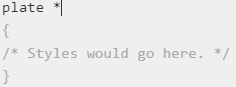 plate *
{
/* Styles would go here. */
}